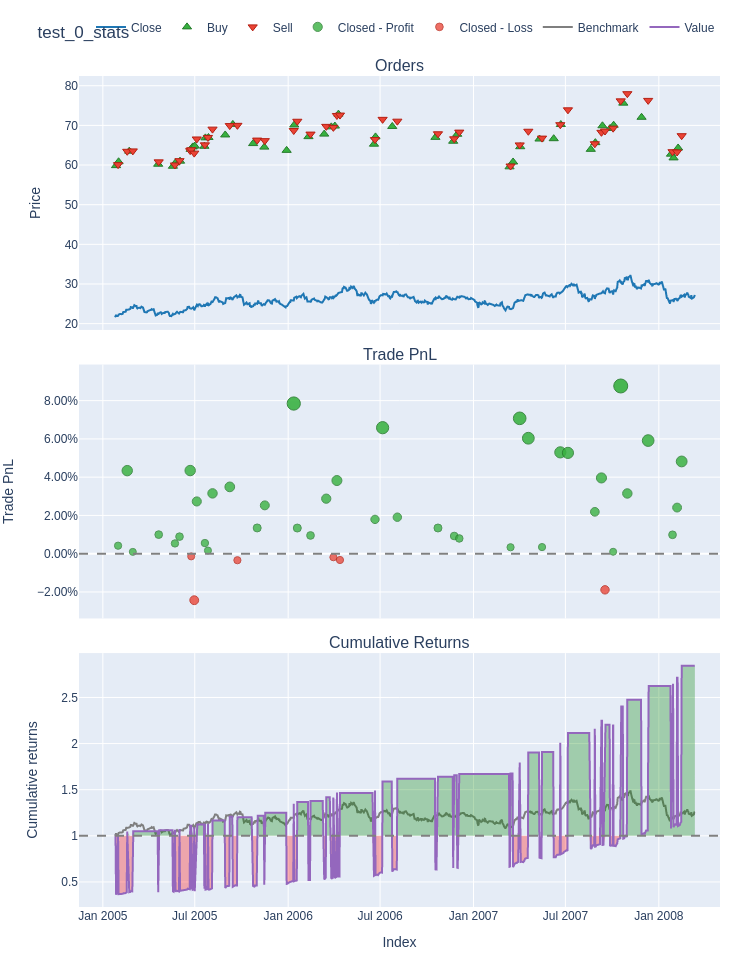 test_0_stats
Close Buy Sell Closed - Profit Closed - Loss Benchmark Value
Orders
80
70
60
50
40
30
20
Price
Trade PnL
8.00%
6.00%
4.00%
2.00%
0.00%
−2.00%
Trade PnL
Cumulative Returns
2.5
2
1.5
1
0.5
Cumulative returns
Jan 2005 Jul 2005 Jan 2006 Jul 2006 Jan 2007 Jul 2007 Jan 2008
Index